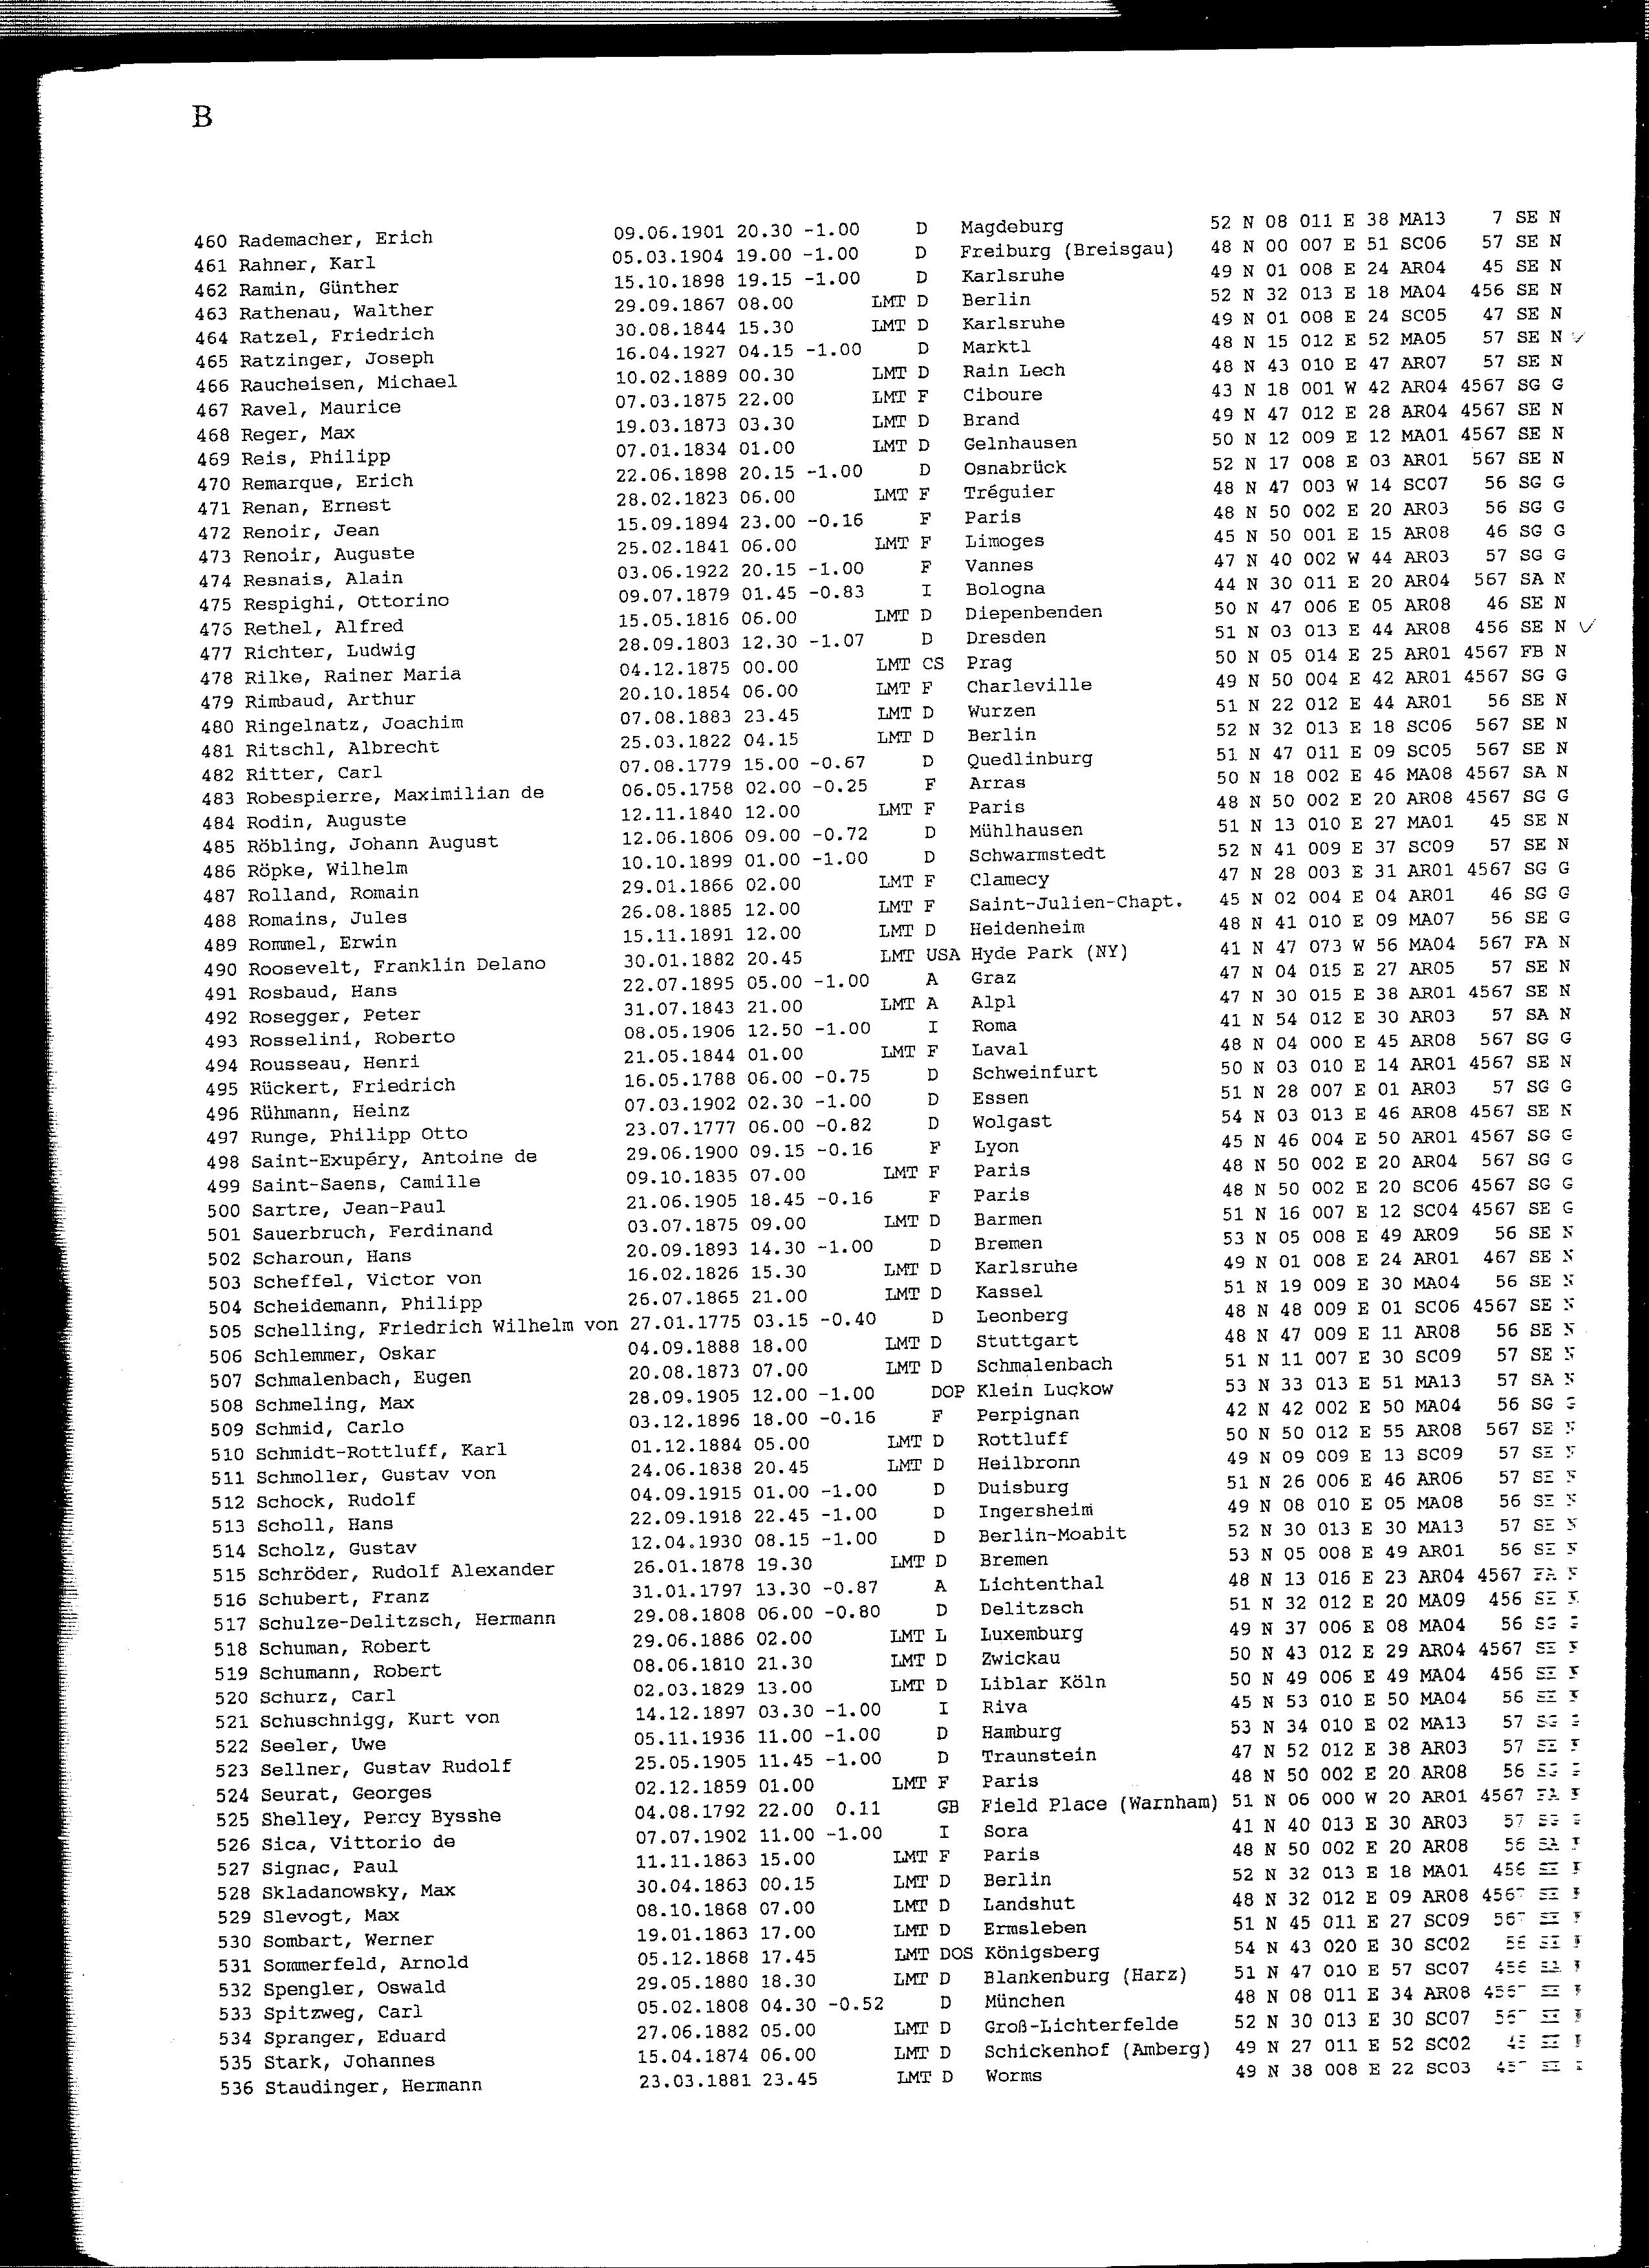 B
460 Rademacher, Erich 09.06.1901 20.30 -1.00 D Magdeburg 52 N 08 011 E 38 MA13 7 SE N
461 Rahner, Karl 05.03.1904 19.00 -1.00 D Freiburg (Breisgau) 48 N 00 007 E 51 SC06 57 SE N
462 Ramin, Günther 15.10.1898 19.15 -1.00 D Karlsruhe 49 N 01 008 E 24 AR04 45 SE N
463 Rathenau, Walther 29.09.1867 08.00 LMT D Berlin 52 N 32 013 E 18 MA04 456 SE N
464 Ratzel, Friedrich 30.08.1844 15.30 LMT D Karlsruhe 49 N 01 008 E 24 SC05 47 SE N
465 Ratzinger, Joseph 16.04.1927 04.15 -1.00 D Marktl 48 N 15 012 E 52 MA05 57 SE N ✓
466 Raucheisen, Michael 10.02.1889 00.30 LMT D Rain Lech 48 N 43 010 E 47 AR07 57 SE N
467 Ravel, Maurice 07.03.1875 22.00 LMT F Ciboure 43 N 18 001 W 42 AR04 4567 SG G
468 Reger, Max 19.03.1873 03.30 LMT D Brand 49 N 47 012 E 28 AR04 4567 SE N
469 Reis, Philipp 07.01.1834 01.00 LMT D Gelnhausen 50 N 12 009 E 12 MA01 4567 SE N
470 Remarque, Erich 22.06.1898 20.15 -1.00 D Osnabrück 52 N 17 008 E 03 AR01 567 SE N
471 Renan, Ernest 28.02.1823 06.00 LMT F Tréguier 48 N 47 003 W 14 SC07 56 SG G
472 Renoir, Jean 15.09.1894 23.00 -0.16 F Paris 48 N 50 002 E 20 AR03 56 SG G
473 Renoir, Auguste 25.02.1841 06.00 LMT F Limoges 45 N 50 001 E 15 AR08 46 SG G
474 Resnais, Alain 03.06.1922 20.15 -1.00 F Vannes 47 N 40 002 W 44 AR03 57 SG G
475 Respighi, Ottorino 09.07.1879 01.45 -0.83 I Bologna 44 N 30 011 E 20 AR04 567 SA N
476 Rethel, Alfred 15.05.1816 06.00 LMT D Diepenbenden 50 N 47 006 E 05 AR08 46 SE N
477 Richter, Ludwig 28.09.1803 12.30 -1.07 D Dresden 51 N 03 013 E 44 AR08 456 SE N ✓
478 Rilke, Rainer Maria 04.12.1875 00.00 LMT CS Prag 50 N 05 014 E 25 AR01 4567 FB N
479 Rimbaud, Arthur 20.10.1854 06.00 LMT F Charleville 49 N 50 004 E 42 AR01 4567 SG G
480 Ringelnatz, Joachim 07.08.1883 23.45 LMT D Wurzen 51 N 22 012 E 44 AR01 56 SE N
481 Ritschl, Albrecht 25.03.1822 04.15 LMT D Berlin 52 N 32 013 E 18 SC06 567 SE N
482 Ritter, Carl 07.08.1779 15.00 -0.67 D Quedlinburg 51 N 47 011 E 09 SC05 567 SE N
483 Robespierre, Maximilian de 06.05.1758 02.00 -0.25 F Arras 50 N 18 002 E 46 MA08 4567 SA N
484 Rodin, Auguste 12.11.1840 12.00 LMT F Paris 48 N 50 002 E 20 AR08 4567 SG G
485 Röbling, Johann August 12.06.1806 09.00 -0.72 D Mühlhausen 51 N 13 010 E 27 MA01 45 SE N
486 Röpke, Wilhelm 10.10.1899 01.00 -1.00 D Schwarmstedt 52 N 41 009 E 37 SC09 57 SE N
487 Rolland, Romain 29.01.1866 02.00 LMT F Clamecy 47 N 28 003 E 31 AR01 4567 SG G
488 Romains, Jules 26.08.1885 12.00 LMT F Saint-Julien-Chapt. 45 N 02 004 E 04 AR01 46 SG G
489 Rommel, Erwin 15.11.1891 12.00 LMT D Heidenheim 48 N 41 010 E 09 MA07 56 SE G
490 Roosevelt, Franklin Delano 30.01.1882 20.45 LMT USA Hyde Park (NY) 41 N 47 073 W 56 MA04 567 FA N
491 Rosbaud, Hans 22.07.1895 05.00 -1.00 A Graz 47 N 04 015 E 27 AR05 57 SE N
492 Rosegger, Peter 31.07.1843 21.00 LMT A Alpl 47 N 30 015 E 38 AR01 4567 SE N
493 Rosselini, Roberto 08.05.1906 12.50 -1.00 I Roma 41 N 54 012 E 30 AR03 57 SA N
494 Rousseau, Henri 21.05.1844 01.00 LMT F Laval 48 N 04 000 E 45 AR08 567 SG G
495 Rückert, Friedrich 16.05.1788 06.00 -0.75 D Schweinfurt 50 N 03 010 E 14 AR01 4567 SE N
496 Rühmann, Heinz 07.03.1902 02.30 -1.00 D Essen 51 N 28 007 E 01 AR03 57 SG G
497 Runge, Philipp Otto 23.07.1777 06.00 -0.82 D Wolgast 54 N 03 013 E 46 AR08 4567 SE N
498 Saint-Exupéry, Antoine de 29.06.1900 09.15 -0.16 F Lyon 45 N 46 004 E 50 AR01 4567 SG G
499 Saint-Saens, Camille 09.10.1835 07.00 LMT F Paris 48 N 50 002 E 20 AR04 567 SG G
500 Sartre, Jean-Paul 21.06.1905 18.45 -0.16 F Paris 48 N 50 002 E 20 SC06 4567 SG G
501 Sauerbruch, Ferdinand 03.07.1875 09.00 LMT D Barmen 51 N 16 007 E 12 SC04 4567 SE G
502 Scharoun, Hans 20.09.1893 14.30 -1.00 D Bremen 53 N 05 008 E 49 AR09 56 SE N
503 Scheffel, Victor von 16.02.1826 15.30 LMT D Karlsruhe 49 N 01 008 E 24 AR01 467 SE N
504 Scheidemann, Philipp 26.07.1865 21.00 LMT D Kassel 51 N 19 009 E 30 MA04 56 SE N
505 Schelling, Friedrich Wilhelm von 27.01.1775 03.15 -0.40 D Leonberg 48 N 48 009 E 01 SC06 4567 SE N
506 Schlemmer, Oskar 04.09.1888 18.00 LMT D Stuttgart 48 N 47 009 E 11 AR08 56 SE N
507 Schmalenbach, Eugen 20.08.1873 07.00 LMT D Schmalenbach 51 N 11 007 E 30 SC09 57 SE N
508 Schmeling, Max 28.09.1905 12.00 -1.00 DOP Klein Luckow 53 N 33 013 E 51 MA13 57 SA N
509 Schmid, Carlo 03.12.1896 18.00 -0.16 F Perpignan 42 N 42 002 E 50 MA04 56 SG
510 Schmidt-Rottluff, Karl 01.12.1884 05.00 LMT D Rottluff 50 N 50 012 E 55 AR08 567 SE
511 Schmoller, Gustav von 24.06.1838 20.45 LMT D Heilbronn 49 N 09 009 E 13 SC09 57 SE
512 Schock, Rudolf 04.09.1915 01.00 -1.00 D Duisburg 51 N 26 006 E 46 AR06 57 SE
513 Scholl, Hans 22.09.1918 22.45 -1.00 D Ingersheim 49 N 08 010 E 05 MA08 56 SE
514 Scholz, Gustav 12.04.1930 08.15 -1.00 D Berlin-Moabit 52 N 30 013 E 30 MA13 57 SE
515 Schröder, Rudolf Alexander 26.01.1878 19.30 LMT D Bremen 53 N 05 008 E 49 AR01 56 SE
516 Schubert, Franz 31.01.1797 13.30 -0.87 A Lichtenthal 48 N 13 016 E 23 AR04 4567 FA
517 Schulze-Delitzsch, Hermann 29.08.1808 06.00 -0.80 D Delitzsch 51 N 32 012 E 20 MA09 456 SE
518 Schuman, Robert 29.06.1886 02.00 LMT L Luxemburg 49 N 37 006 E 08 MA04 56 SG
519 Schumann, Robert 08.06.1810 21.30 LMT D Zwickau 50 N 43 012 E 29 AR04 4567 SE
520 Schurz, Carl 02.03.1829 13.00 LMT D Liblar Köln 50 N 49 006 E 49 MA04 456
521 Schuschnigg, Kurt von 14.12.1897 03.30 -1.00 I Riva 45 N 53 010 E 50 MA04 56
522 Seeler, Uwe 05.11.1936 11.00 -1.00 D Hamburg 53 N 34 010 E 02 MA13 57
523 Sellner, Gustav Rudolf 25.05.1905 11.45 -1.00 D Traunstein 47 N 52 012 E 38 AR03 57
524 Seurat, Georges 02.12.1859 01.00 LMT F Paris 48 N 50 002 E 20 AR08 56
525 Shelley, Percy Bysshe 04.08.1792 22.00 0.11 GB Field Place (Warnham) 51 N 06 000 W 20 AR01 4567
526 Sica, Vittorio de 07.07.1902 11.00 -1.00 I Sora 41 N 40 013 E 30 AR03 57
527 Signac, Paul 11.11.1863 15.00 LMT F Paris 48 N 50 002 E 20 AR08 56
528 Skladanowsky, Max 30.04.1863 00.15 LMT D Berlin 52 N 32 013 E 18 MA01 456
529 Slevogt, Max 08.10.1868 07.00 LMT D Landshut 48 N 32 012 E 09 AR08 4567
530 Sombart, Werner 19.01.1863 17.00 LMT D Ermsleben 51 N 45 011 E 27 SC09 567
531 Sommerfeld, Arnold 05.12.1868 17.45 LMT DOS Königsberg 54 N 43 020 E 30 SC02
532 Spengler, Oswald 29.05.1880 18.30 LMT D Blankenburg (Harz) 51 N 47 010 E 57 SC07 456
533 Spitzweg, Carl 05.02.1808 04.30 -0.52 D München 48 N 08 011 E 34 AR08
534 Spranger, Eduard 27.06.1882 05.00 LMT D Groß-Lichterfelde 52 N 30 013 E 30 SC07
535 Stark, Johannes 15.04.1874 06.00 LMT D Schickenhof (Amberg) 49 N 27 011 E 52 SC02
536 Staudinger, Hermann 23.03.1881 23.45 LMT D Worms 49 N 38 008 E 22 SC03